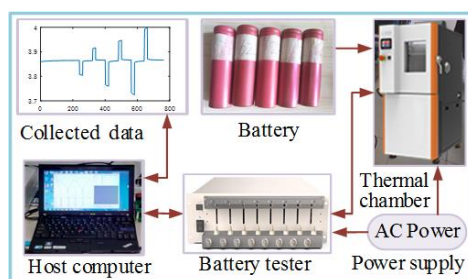 4
3.9
3.8
3.7
0
200
400
600
800
Collected data
Battery
Thermal
chamber
AC Power
Host computer
Battery tester
Power supply